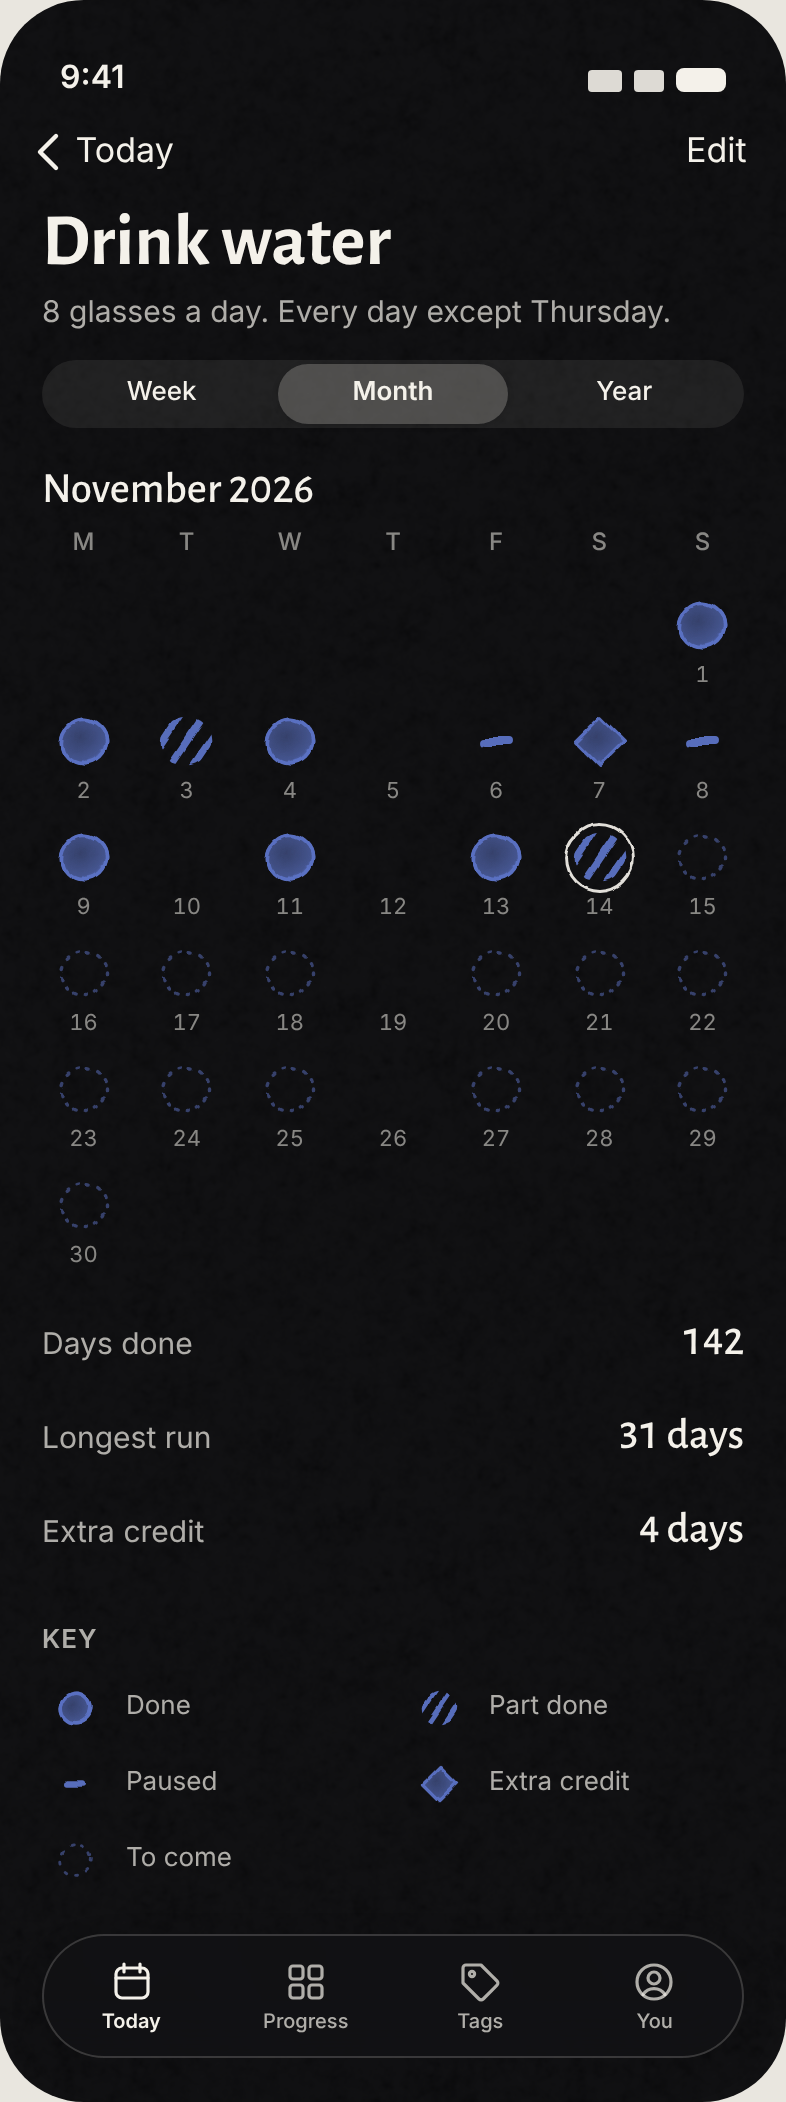 9:41
Today Edit
Drink water
8 glasses a day. Every day except Thursday.
Week Month Year
November 2026
M T W T F S S
1
2 3 4 5 6 7 8
9 10 11 12 13 14 15
16 17 18 19 20 21 22
23 24 25 26 27 28 29
30
Days done 142
Longest run 31 days
Extra credit 4 days
KEY
Done Part done
Paused Extra credit
To come
Today Progress Tags You